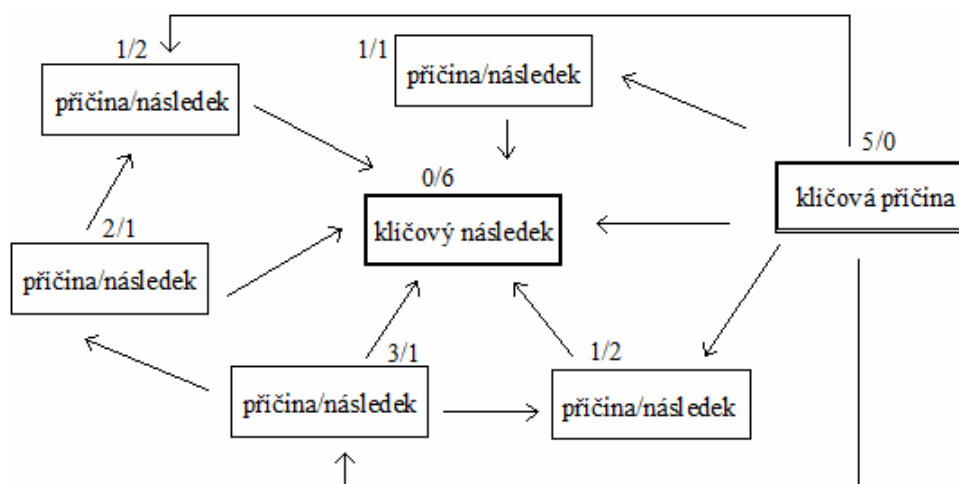 1/2
příčina/následek
1/1
příčina/následek
5/0
klíčová příčina
0/6
klíčový následek
2/1
příčina/následek
3/1
příčina/následek
1/2
příčina/následek